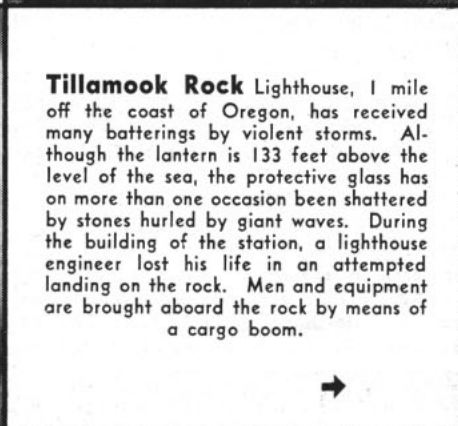 Tillamook Rock Lighthouse, 1 mile
off the coast of Oregon, has received
many batterings by violent storms. Al-
though the lantern is 133 feet above the
level of the sea, the protective glass has
on more than one occasion been shattered
by stones hurled by giant waves. During
the building of the station, a lighthouse
engineer lost his life in an attempted
landing on the rock. Men and equipment
are brought aboard the rock by means of
a cargo boom.